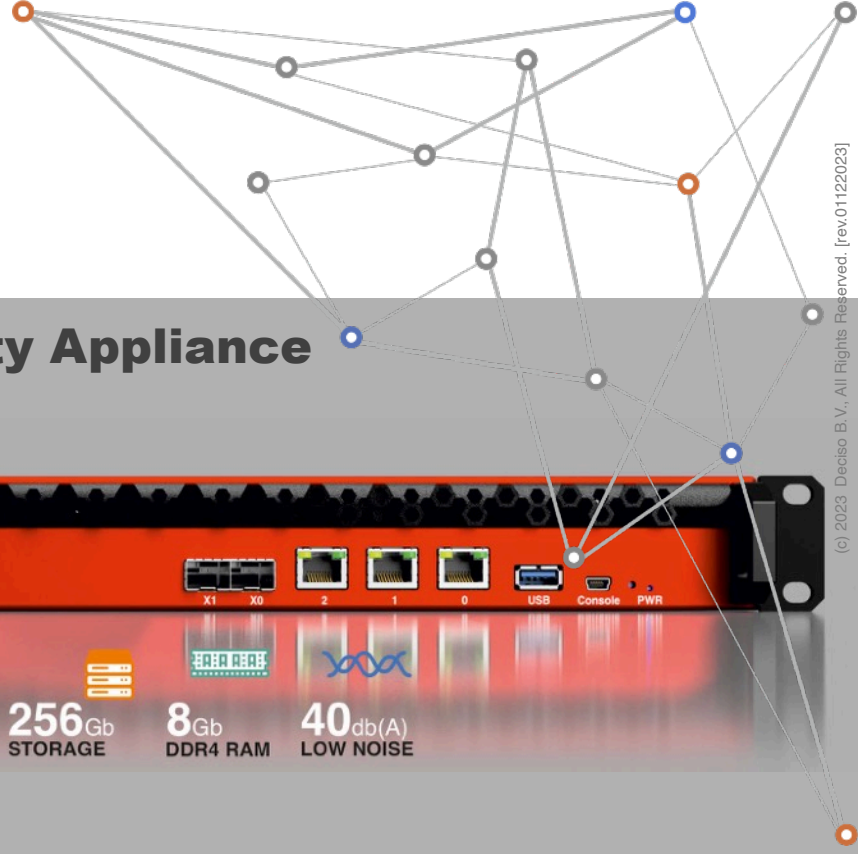 ty Appliance
X1 X0 2 1 0 USB Console PWR
256Gb
STORAGE
8Gb
DDR4 RAM
40db(A)
LOW NOISE
(c) 2023 Deciso B.V., All Rights Reserved. [rev.01122023]